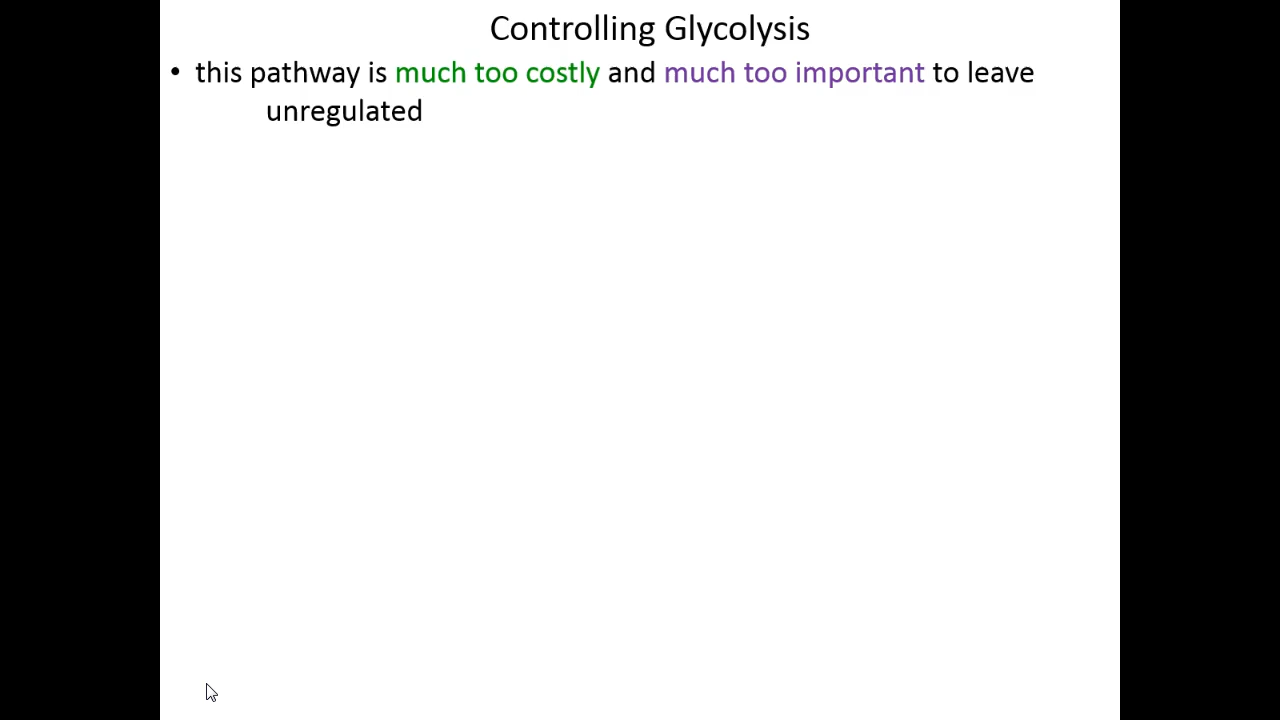 Controlling Glycolysis
• this pathway is much too costly and much too important to leave
unregulated